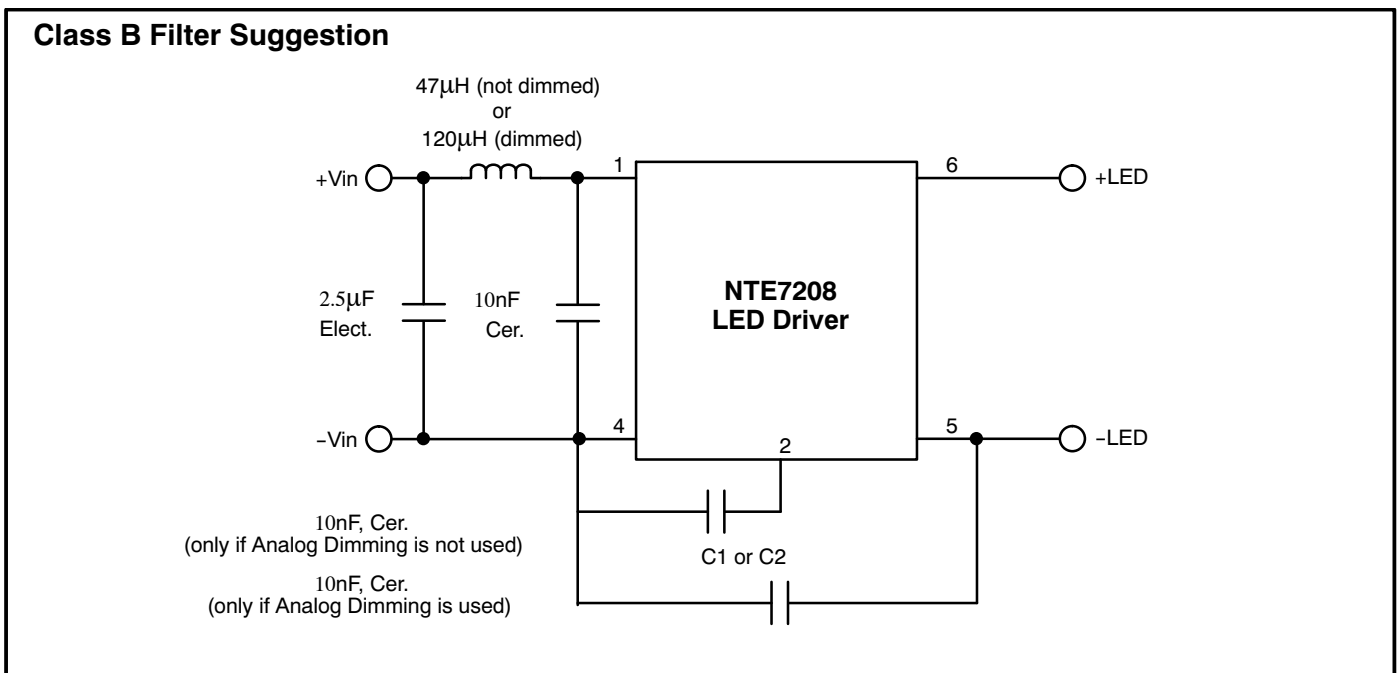 Class B Filter Suggestion
47μH (not dimmed)
or
120μH (dimmed)
+Vin
1
6
+LED
2.5μF
Elect.
10nF
Cer.
NTE7208
LED Driver
-Vin
4
2
5
-LED
10nF, Cer.
(only if Analog Dimming is not used)
C1 or C2
10nF, Cer.
(only if Analog Dimming is used)